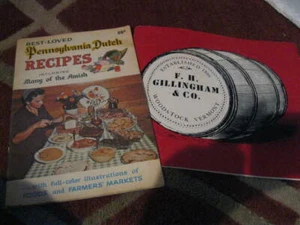 BEST-LOVED
Pennsylvania Dutch
RECIPES
Many of the Amish
with full-color illustrations of
FOODS and FARMERS' MARKETS
ESTABLISHED
F. H.
GILLINGHAM
& CO.
WOODSTOCK, VERMONT